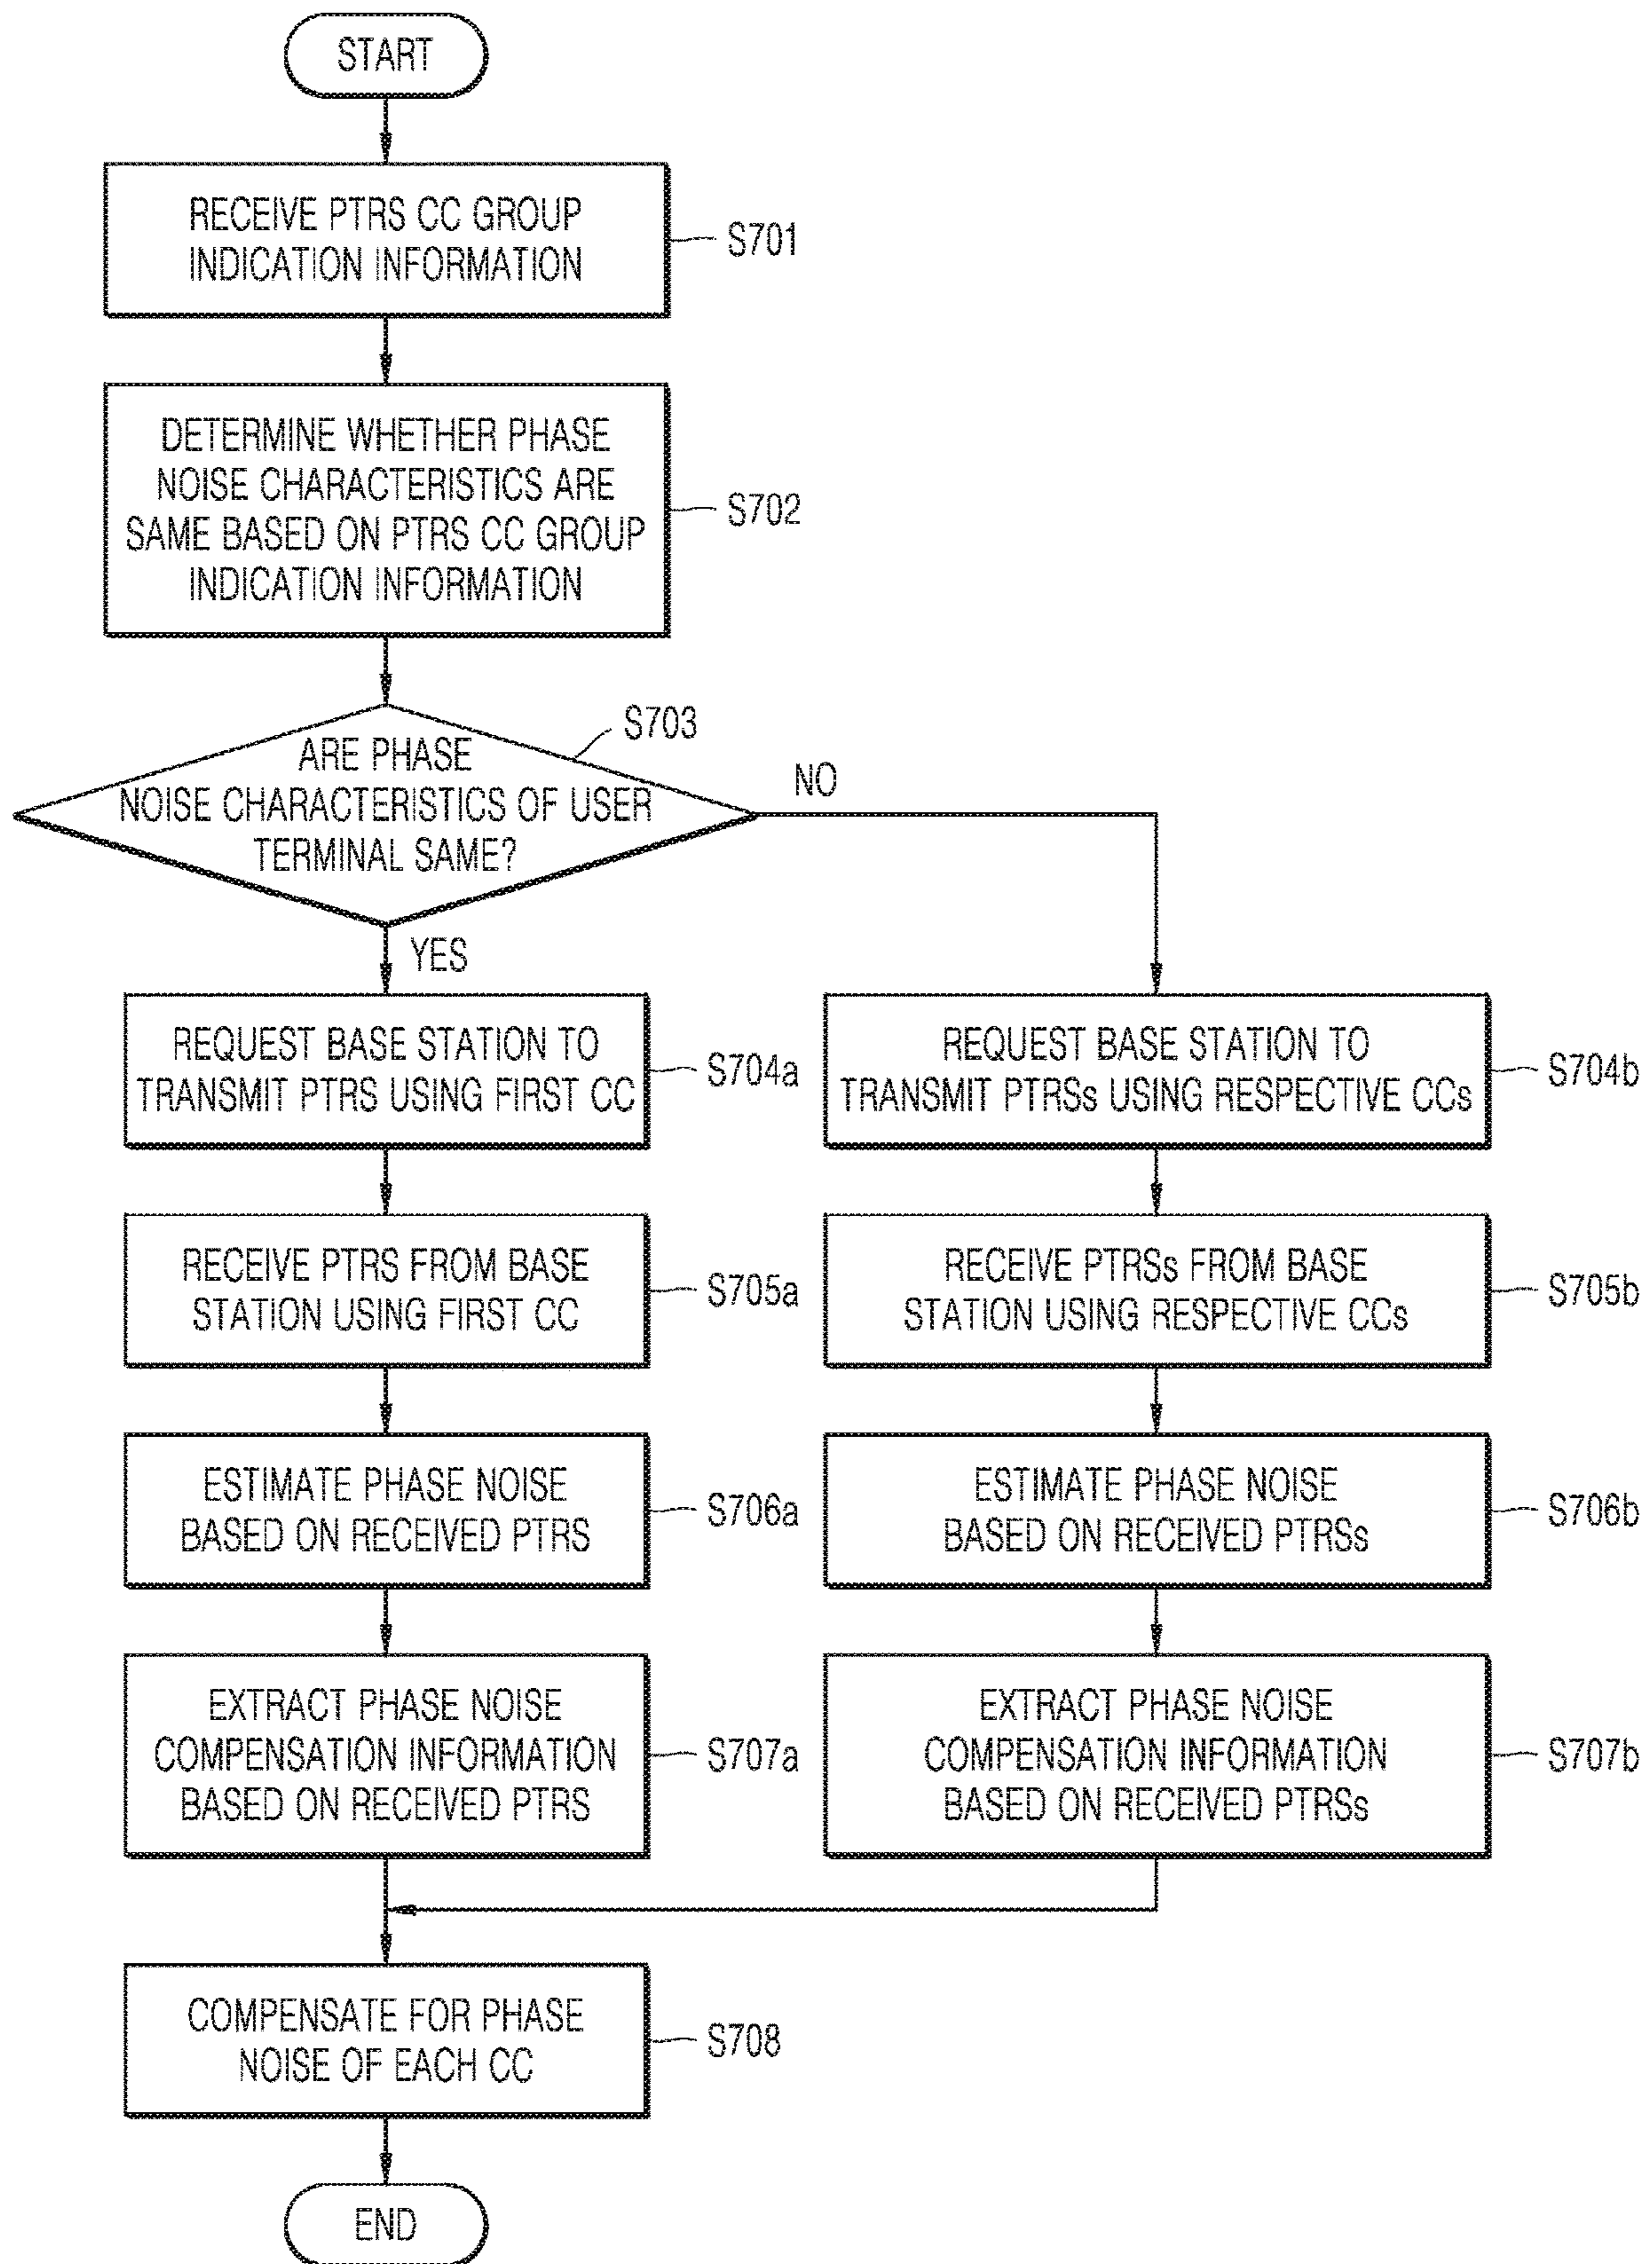 START
RECEIVE PTRS CC GROUP
INDICATION INFORMATION
S701
DETERMINE WHETHER PHASE
NOISE CHARACTERISTICS ARE
SAME BASED ON PTRS CC GROUP
INDICATION INFORMATION
S702
S703
ARE PHASE
NOISE CHARACTERISTICS OF USER
TERMINAL SAME?
NO
YES
REQUEST BASE STATION TO
TRANSMIT PTRS USING FIRST CC
S704a
REQUEST BASE STATION TO
TRANSMIT PTRSs USING RESPECTIVE CCs
S704b
RECEIVE PTRS FROM BASE
STATION USING FIRST CC
S705a
RECEIVE PTRSs FROM BASE
STATION USING RESPECTIVE CCs
S705b
ESTIMATE PHASE NOISE
BASED ON RECEIVED PTRS
S706a
ESTIMATE PHASE NOISE
BASED ON RECEIVED PTRSs
S706b
EXTRACT PHASE NOISE
COMPENSATION INFORMATION
BASED ON RECEIVED PTRS
S707a
EXTRACT PHASE NOISE
COMPENSATION INFORMATION
BASED ON RECEIVED PTRSs
S707b
COMPENSATE FOR PHASE
NOISE OF EACH CC
S708
END